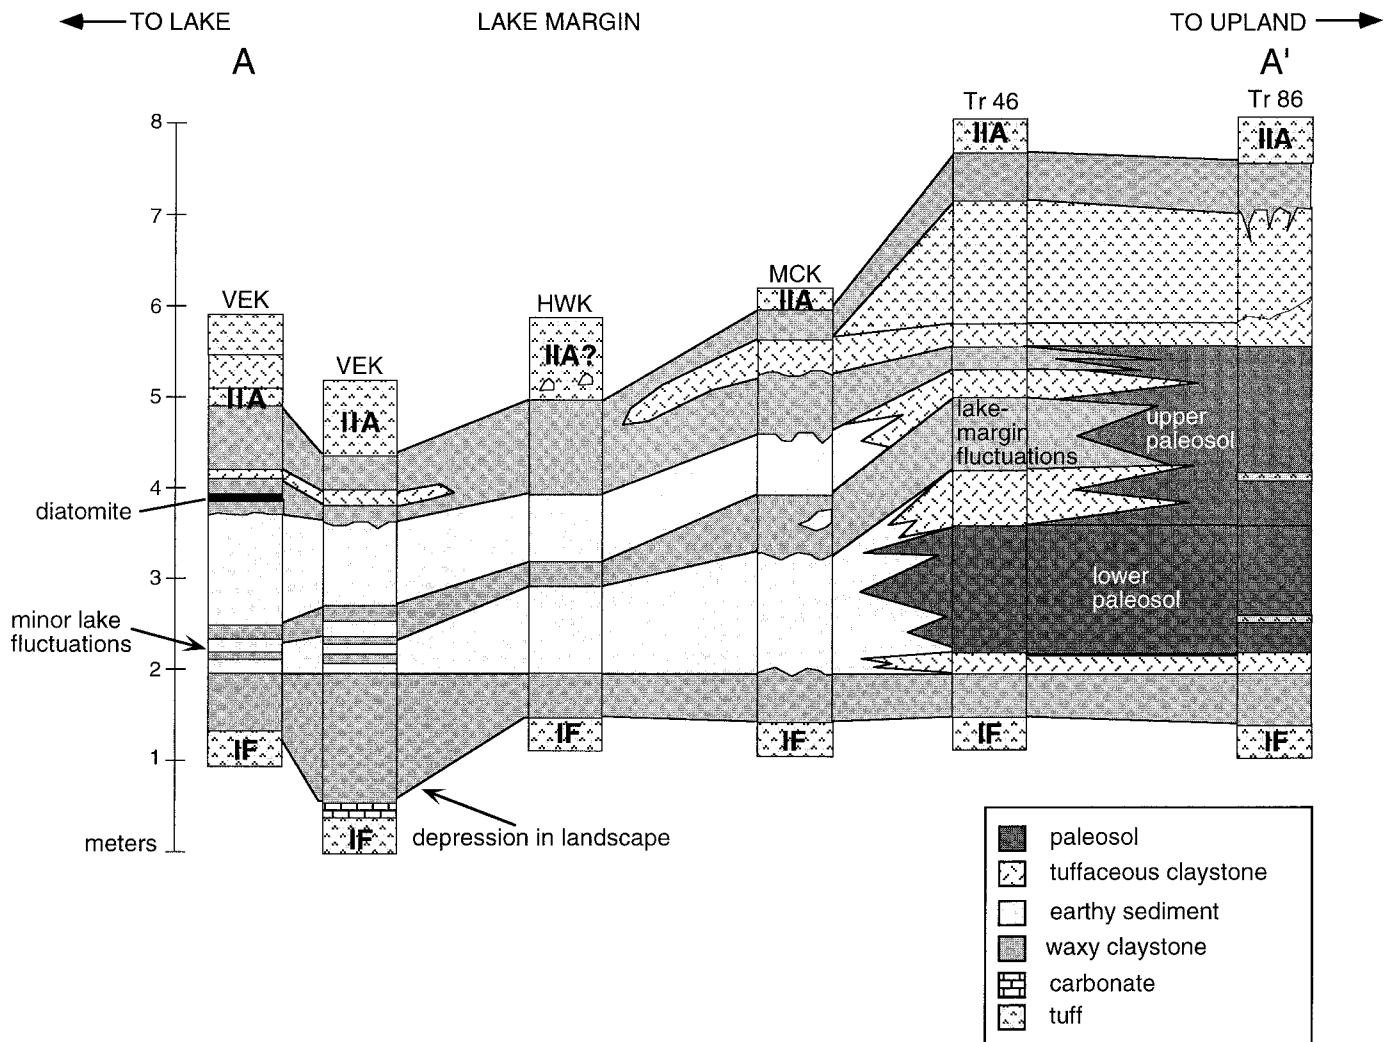 TO LAKE
LAKE MARGIN
TO UPLAND
A
A'
Tr 46
Tr 86
8
IIA
IIA
7
MCK
6
IIA
VEK
HWK
IIA?
VEK
5
IIA
IIA
lake-
margin
fluctuations
upper
paleosol
4
diatomite
3
lower
paleosol
minor lake
fluctuations
2
IF
IF
IF
IF
IF
1
IF
depression in landscape
meters
paleosol
tuffaceous claystone
earthy sediment
waxy claystone
carbonate
tuff